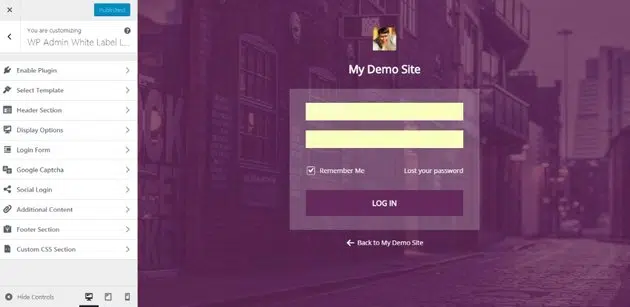 Published
You are customizing
WP Admin White Label L...
Enable Plugin
Select Template
Header Section
Display Options
Login Form
Google Captcha
Social Login
Additional Content
Footer Section
Custom CSS Section
Hide Controls
My Demo Site
Remember Me
Lost your password
LOG IN
Back to My Demo Site